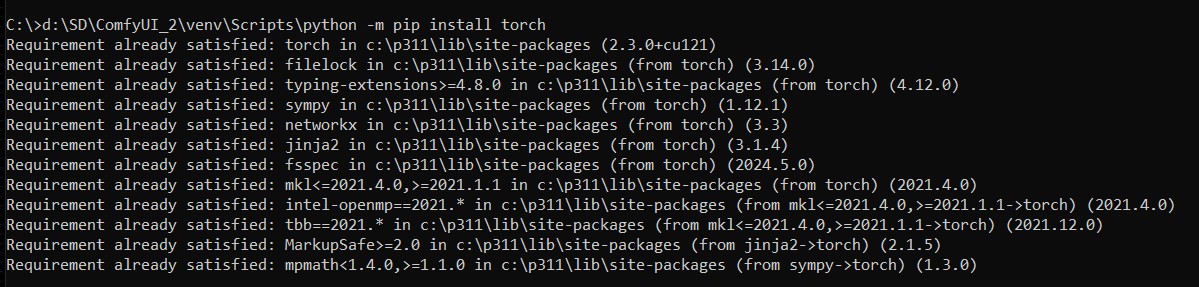 C:\>d:\SD\ComfyUI_2\venv\Scripts\python -m pip install torch
Requirement already satisfied: torch in c:\p311\lib\site-packages (2.3.0+cu121)
Requirement already satisfied: filelock in c:\p311\lib\site-packages (from torch) (3.14.0)
Requirement already satisfied: typing-extensions>=4.8.0 in c:\p311\lib\site-packages (from torch) (4.12.0)
Requirement already satisfied: sympy in c:\p311\lib\site-packages (from torch) (1.12.1)
Requirement already satisfied: networkx in c:\p311\lib\site-packages (from torch) (3.3)
Requirement already satisfied: jinja2 in c:\p311\lib\site-packages (from torch) (3.1.4)
Requirement already satisfied: fsspec in c:\p311\lib\site-packages (from torch) (2024.5.0)
Requirement already satisfied: mkl<=2021.4.0,>=2021.1.1 in c:\p311\lib\site-packages (from torch) (2021.4.0)
Requirement already satisfied: intel-openmp==2021.* in c:\p311\lib\site-packages (from mkl<=2021.4.0,>=2021.1.1->torch) (2021.4.0)
Requirement already satisfied: tbb==2021.* in c:\p311\lib\site-packages (from mkl<=2021.4.0,>=2021.1.1->torch) (2021.12.0)
Requirement already satisfied: MarkupSafe>=2.0 in c:\p311\lib\site-packages (from jinja2->torch) (2.1.5)
Requirement already satisfied: mpmath<1.4.0,>=1.1.0 in c:\p311\lib\site-packages (from sympy->torch) (1.3.0)